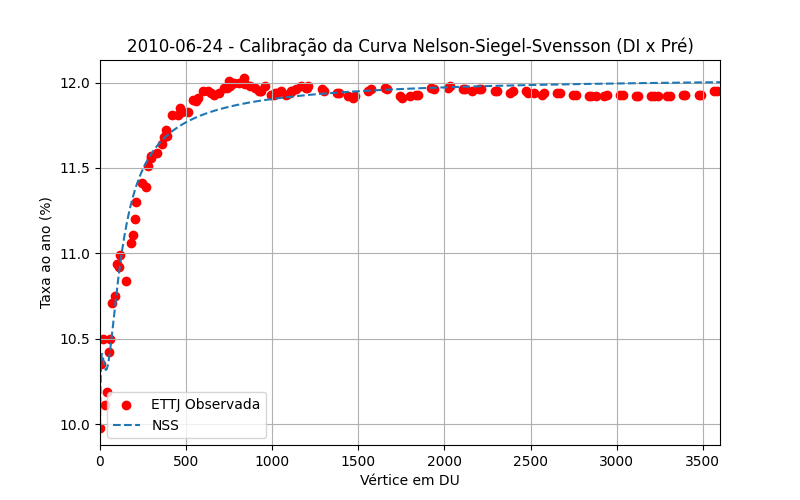 2010-06-24 - Calibração da Curva Nelson-Siegel-Svensson (DI x Pré)
Taxa ao ano (%)
12.0
11.5
11.0
10.5
10.0
ETTJ Observada
NSS
0 500 1000 1500 2000 2500 3000 3500
Vértice em DU